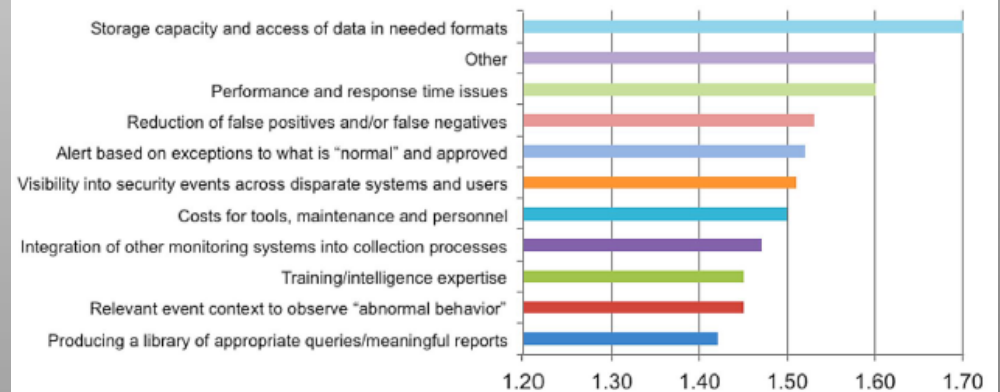 Storage capacity and access of data in needed formats
Other
Performance and response time issues
Reduction of false positives and/or false negatives
Alert based on exceptions to what is “normal” and approved
Visibility into security events across disparate systems and users
Costs for tools, maintenance and personnel
Integration of other monitoring systems into collection processes
Training/intelligence expertise
Relevant event context to observe “abnormal behavior”
Producing a library of appropriate queries/meaningful reports
1.20 1.30 1.40 1.50 1.60 1.70